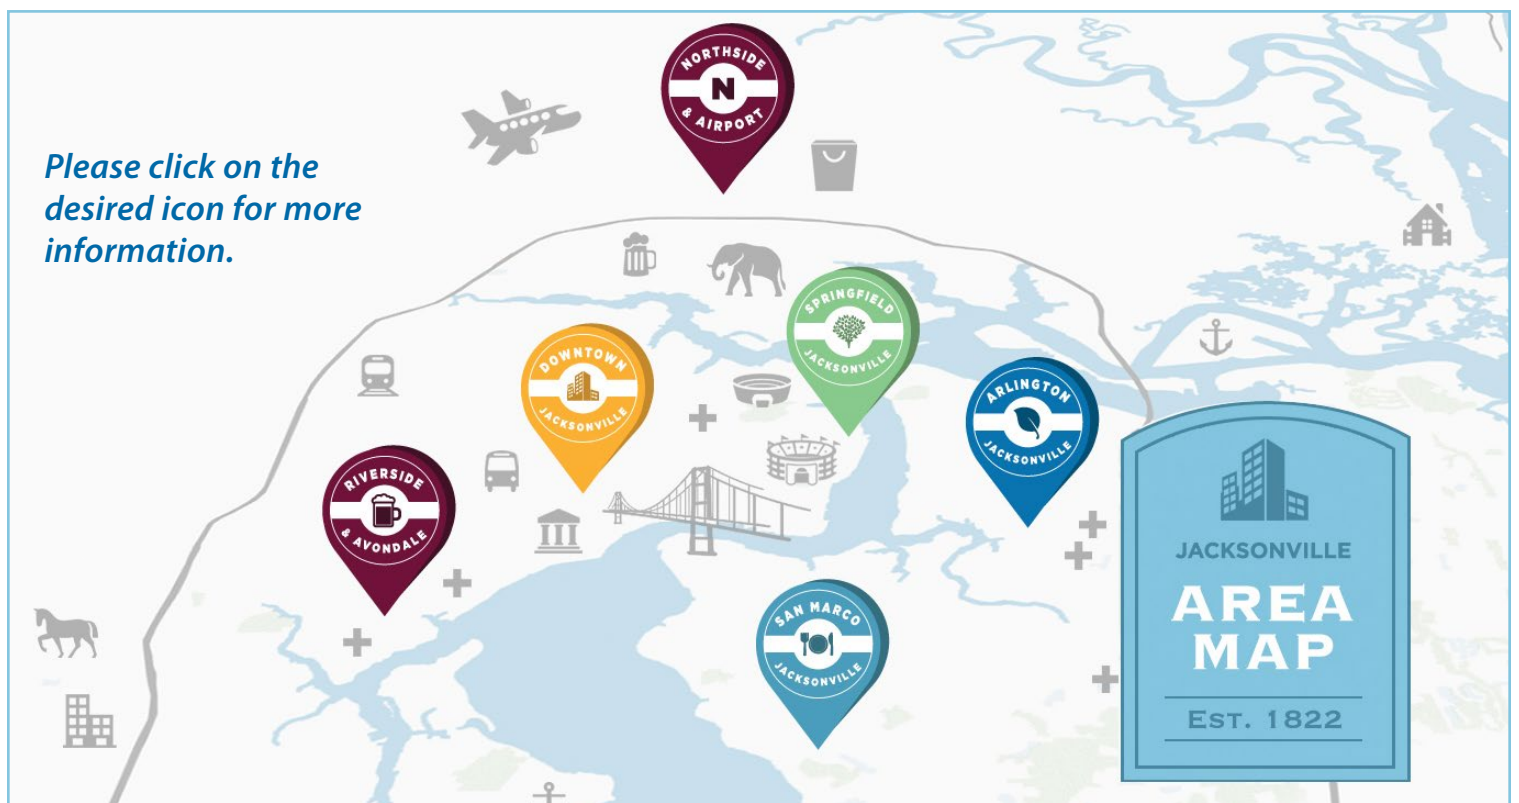 NORTHSIDE
N
& AIRPORT
Please click on the
desired icon for more
information.
SPRINGFIELD
JACKSONVILLE
DOWNTOWN
JACKSONVILLE
ARLINGTON
JACKSONVILLE
RIVERSIDE
& AVONDALE
SAN MARCO
JACKSONVILLE
JACKSONVILLE
AREA
MAP
EST. 1822